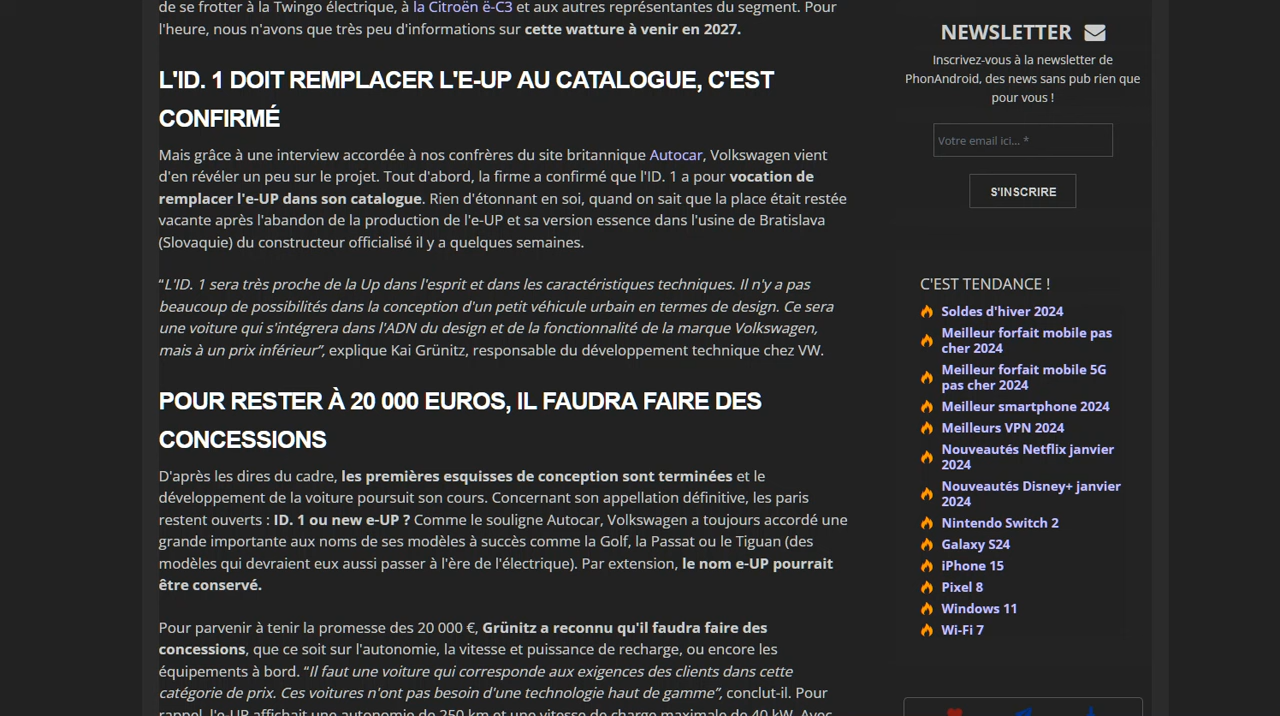 de se frotter à la Twingo électrique, à la Citroën ë-C3 et aux autres représentantes du segment. Pour
l'heure, nous n'avons que très peu d'informations sur cette watture à venir en 2027.
L'ID. 1 DOIT REMPLACER L'E-UP AU CATALOGUE, C'EST
CONFIRMÉ
Mais grâce à une interview accordée à nos confrères du site britannique Autocar, Volkswagen vient
d'en révéler un peu sur le projet. Tout d'abord, la firme a confirmé que l'ID. 1 a pour vocation de
remplacer l'e-UP dans son catalogue. Rien d'étonnant en soi, quand on sait que la place était restée
vacante après l'abandon de la production de l'e-UP et sa version essence dans l'usine de Bratislava
(Slovaquie) du constructeur officialisé il y a quelques semaines.
“L'ID. 1 sera très proche de la Up dans l'esprit et dans les caractéristiques techniques. Il n'y a pas
beaucoup de possibilités dans la conception d'un petit véhicule urbain en termes de design. Ce sera
une voiture qui s'intégrera dans l'ADN du design et de la fonctionnalité de la marque Volkswagen,
mais à un prix inférieur”, explique Kai Grünitz, responsable du développement technique chez VW.
POUR RESTER À 20 000 EUROS, IL FAUDRA FAIRE DES
CONCESSIONS
D'après les dires du cadre, les premières esquisses de conception sont terminées et le
développement de la voiture poursuit son cours. Concernant son appellation définitive, les paris
restent ouverts : ID. 1 ou new e-UP ? Comme le souligne Autocar, Volkswagen a toujours accordé une
grande importante aux noms de ses modèles à succès comme la Golf, la Passat ou le Tiguan (des
modèles qui devraient eux aussi passer à l'ère de l'électrique). Par extension, le nom e-UP pourrait
être conservé.
Pour parvenir à tenir la promesse des 20 000 €, Grünitz a reconnu qu'il faudra faire des
concessions, que ce soit sur l'autonomie, la vitesse et puissance de recharge, ou encore les
équipements à bord. “Il faut une voiture qui corresponde aux exigences des clients dans cette
catégorie de prix. Ces voitures n'ont pas besoin d'une technologie haut de gamme”, conclut-il. Pour
rappel, l'e-UP affichait une autonomie de 250 km et une vitesse de charge maximale de 40 kW. Avec
NEWSLETTER
Inscrivez-vous à la newsletter de
PhonAndroid, des news sans pub rien que
pour vous !
Votre email ici... *
S'INSCRIRE
C'EST TENDANCE !
Soldes d'hiver 2024
Meilleur forfait mobile pas
cher 2024
Meilleur forfait mobile 5G
pas cher 2024
Meilleur smartphone 2024
Meilleurs VPN 2024
Nouveautés Netflix janvier
2024
Nouveautés Disney+ janvier
2024
Nintendo Switch 2
Galaxy S24
iPhone 15
Pixel 8
Windows 11
Wi-Fi 7